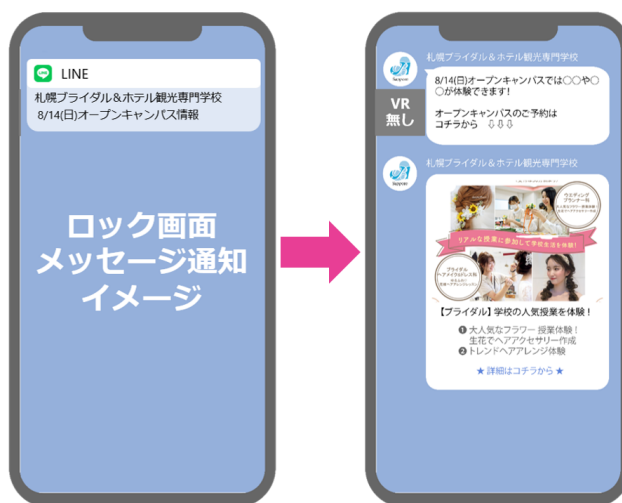 LINE
札幌ブライダル&ホテル観光専門学校
8/14(日)オープンキャンパス情報
ロック画面
メッセージ通知
イメージ
札幌ブライダル&ホテル観光専門学校
8/14(日)オープンキャンパスでは〇〇や〇
〇が体験できます!
オープンキャンパスのご予約は
コチラから ⇩⇩⇩
VR
無し
札幌ブライダル&ホテル観光専門学校
ウエディング
プランナー科
リアルな授業に参加して学校生活を体験!
ブライダル
ヘアメイク&ドレス科
【ブライダル】学校の人気授業を体験!
❶ 大人気なフラワー 授業体験!
生花でヘアアクセサリー作成
❷ トレンドヘアアレンジ体験
★ 詳細はコチラから ★